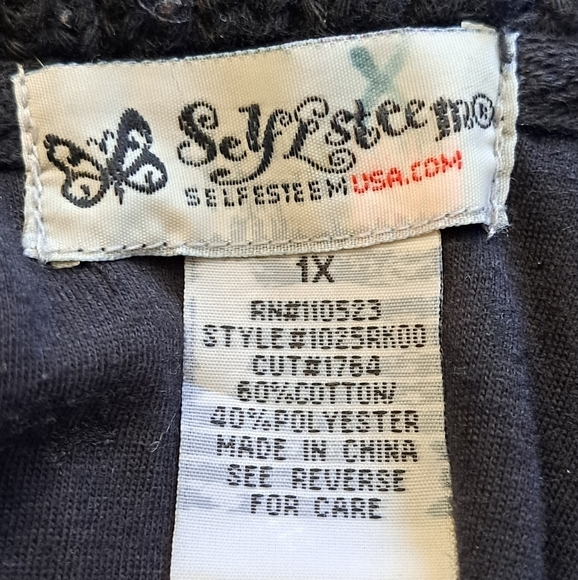 SelfEsteem®
SELFESTEEMUSA.COM
1X
RN#110523
STYLE#1025RK00
CUT#1764
60%COTTON/
40%POLYESTER
MADE IN CHINA
SEE REVERSE
FOR CARE